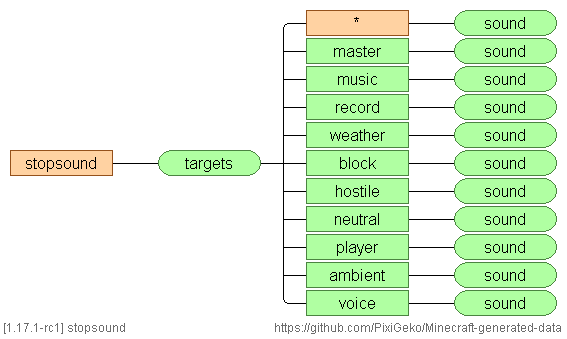 * sound
master sound
music sound
record sound
weather sound
stopsound targets block sound
hostile sound
neutral sound
player sound
ambient sound
voice sound
[1.17.1-rc1] stopsound https://github.com/PixiGeko/Minecraft-generated-data